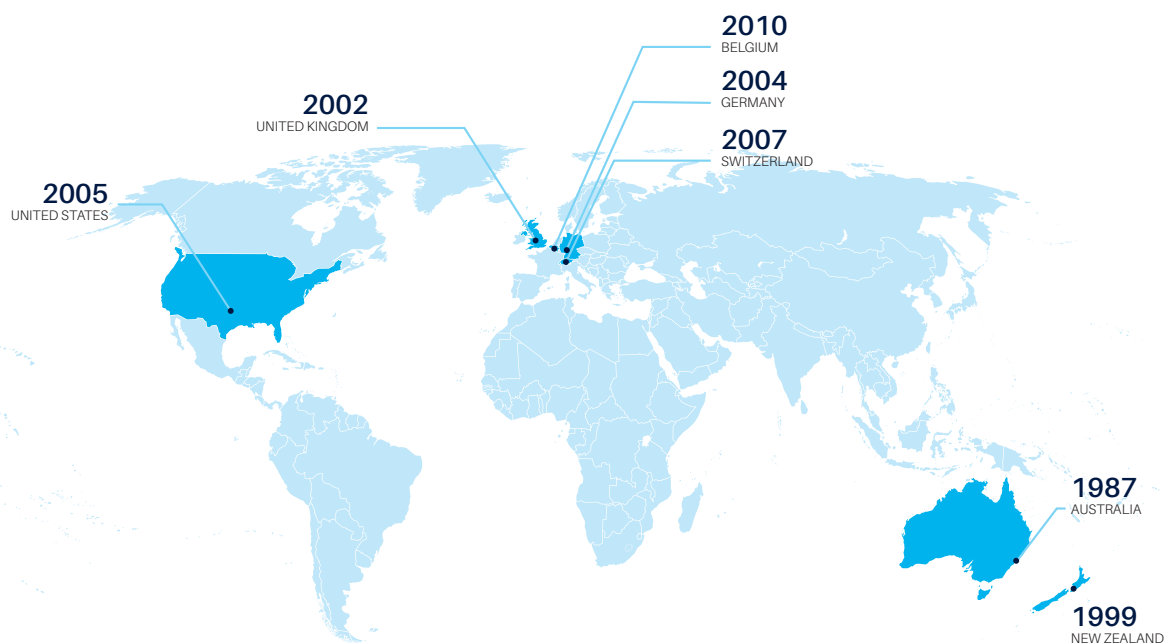 2010
BELGIUM
2004
GERMANY
2002
UNITED KINGDOM
2007
SWITZERLAND
2005
UNITED STATES
1987
AUSTRALIA
1999
NEW ZEALAND